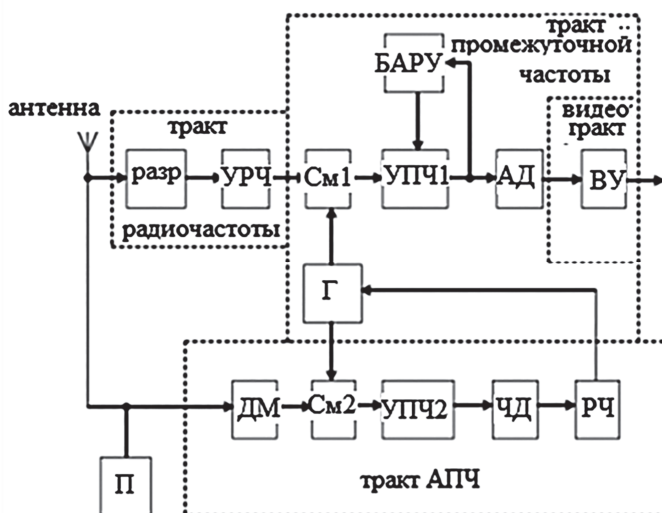 тракт
промежуточной
частоты
БАРУ
антенна
тракт
видео
тракт
разр
УРЧ
См1
УПЧ1
АД
ВУ
радиочастоты
Г
ДМ
См2
УПЧ2
ЧД
РЧ
П
тракт АПЧ